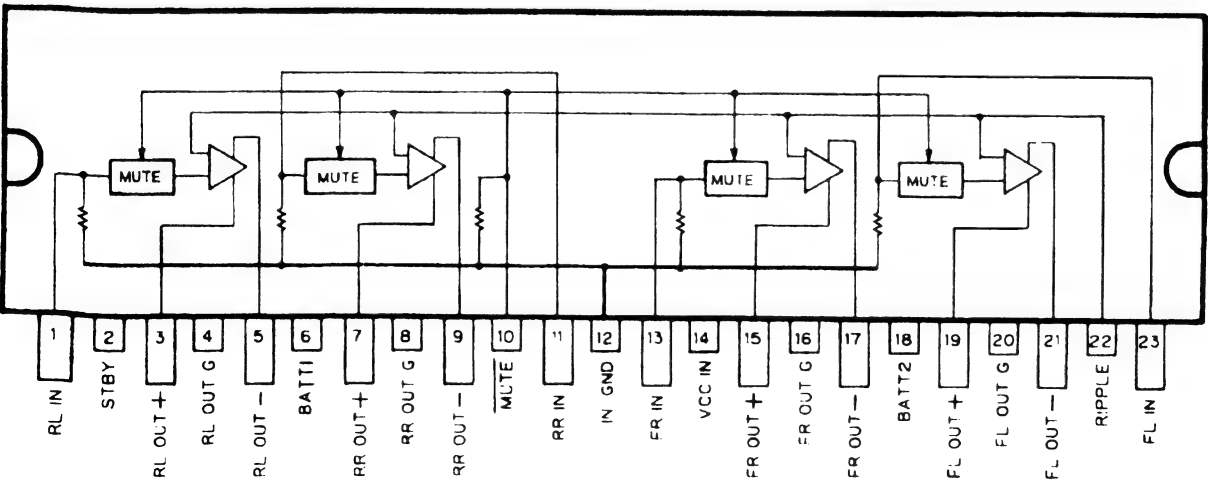 MUTE
MUTE
MUTE
MUTE
1
2
3
4
5
6
7
8
9
10
11
12
13
14
15
16
17
18
19
20
21
22
23
RL IN
STBY
RL OUT +
RL OUT G
RL OUT -
BATT1
RR OUT +
RR OUT G
RR OUT -
MUTE
RR IN
IN GND
FR IN
VCC IN
FR OUT +
FR OUT G
FR OUT -
BATT2
FL OUT +
FL OUT G
FL OUT -
RIPPLE
FL IN